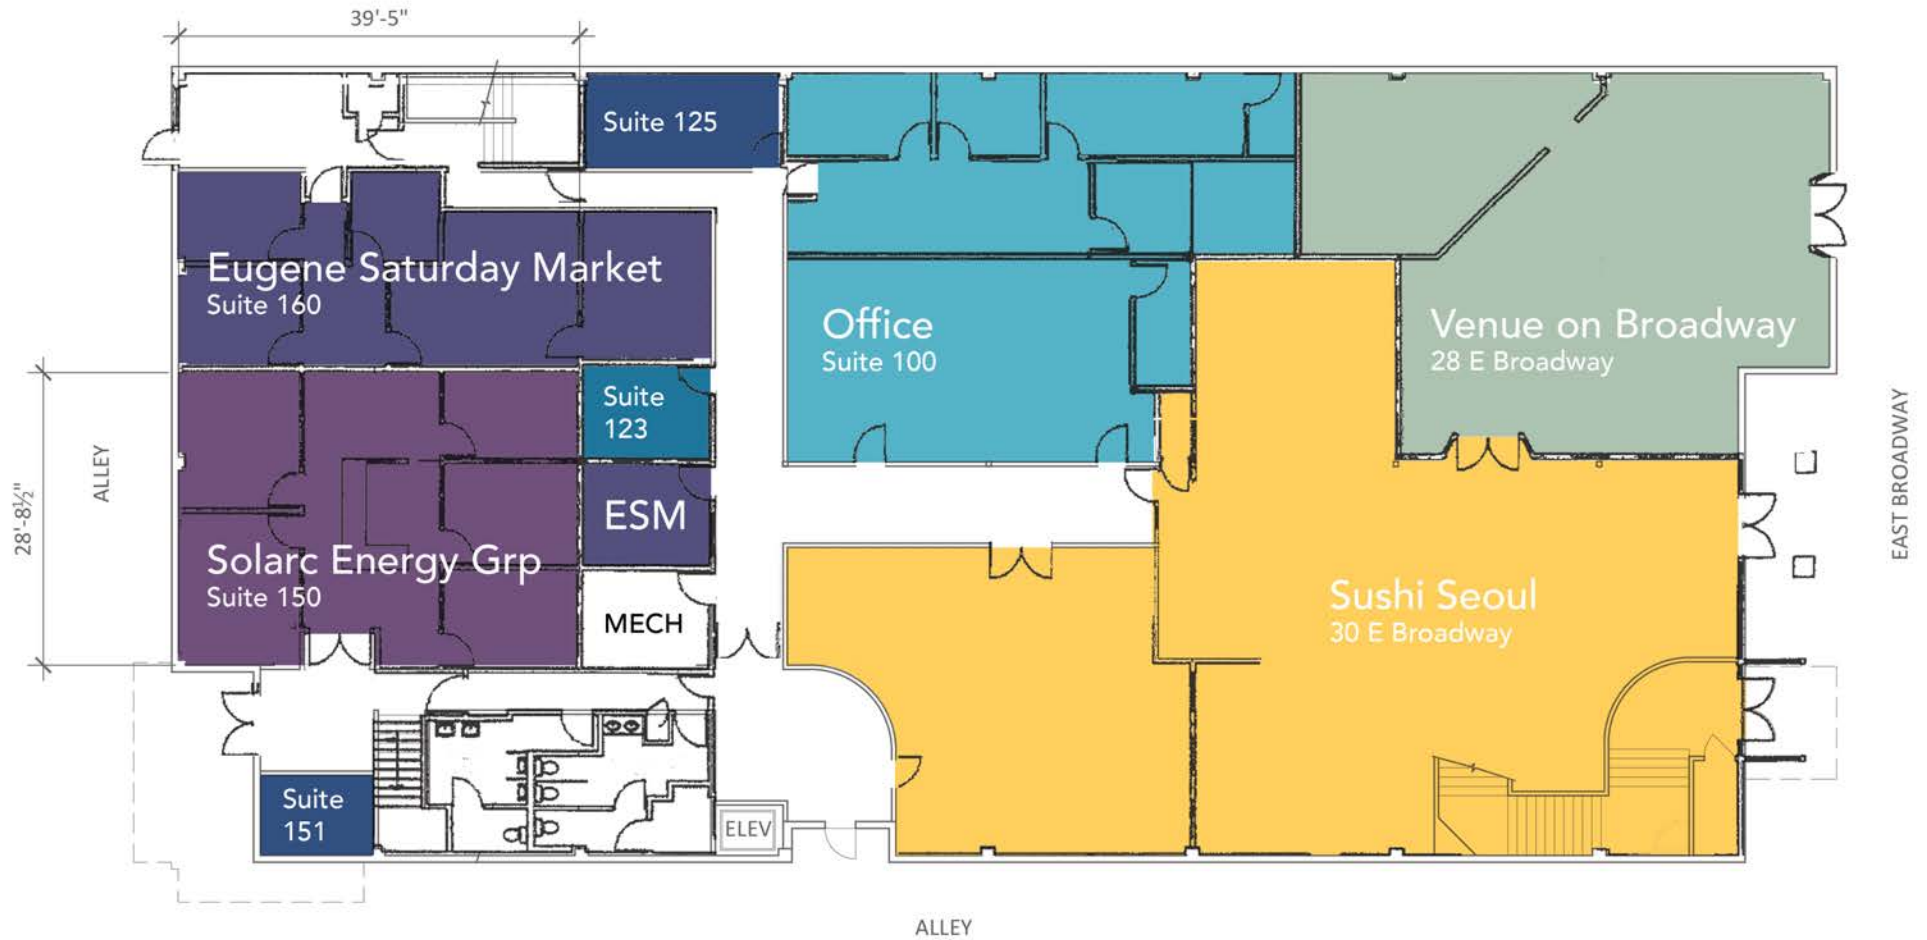 39'-5"
Suite 125
Eugene Saturday Market
Suite 160
Office
Suite 100
Venue on Broadway
28 E Broadway
Suite
123
ALLEY
28'-8½"
EAST BROADWAY
ESM
Solarc Energy Grp
Suite 150
MECH
Sushi Seoul
30 E Broadway
Suite
151
ELEV
ALLEY